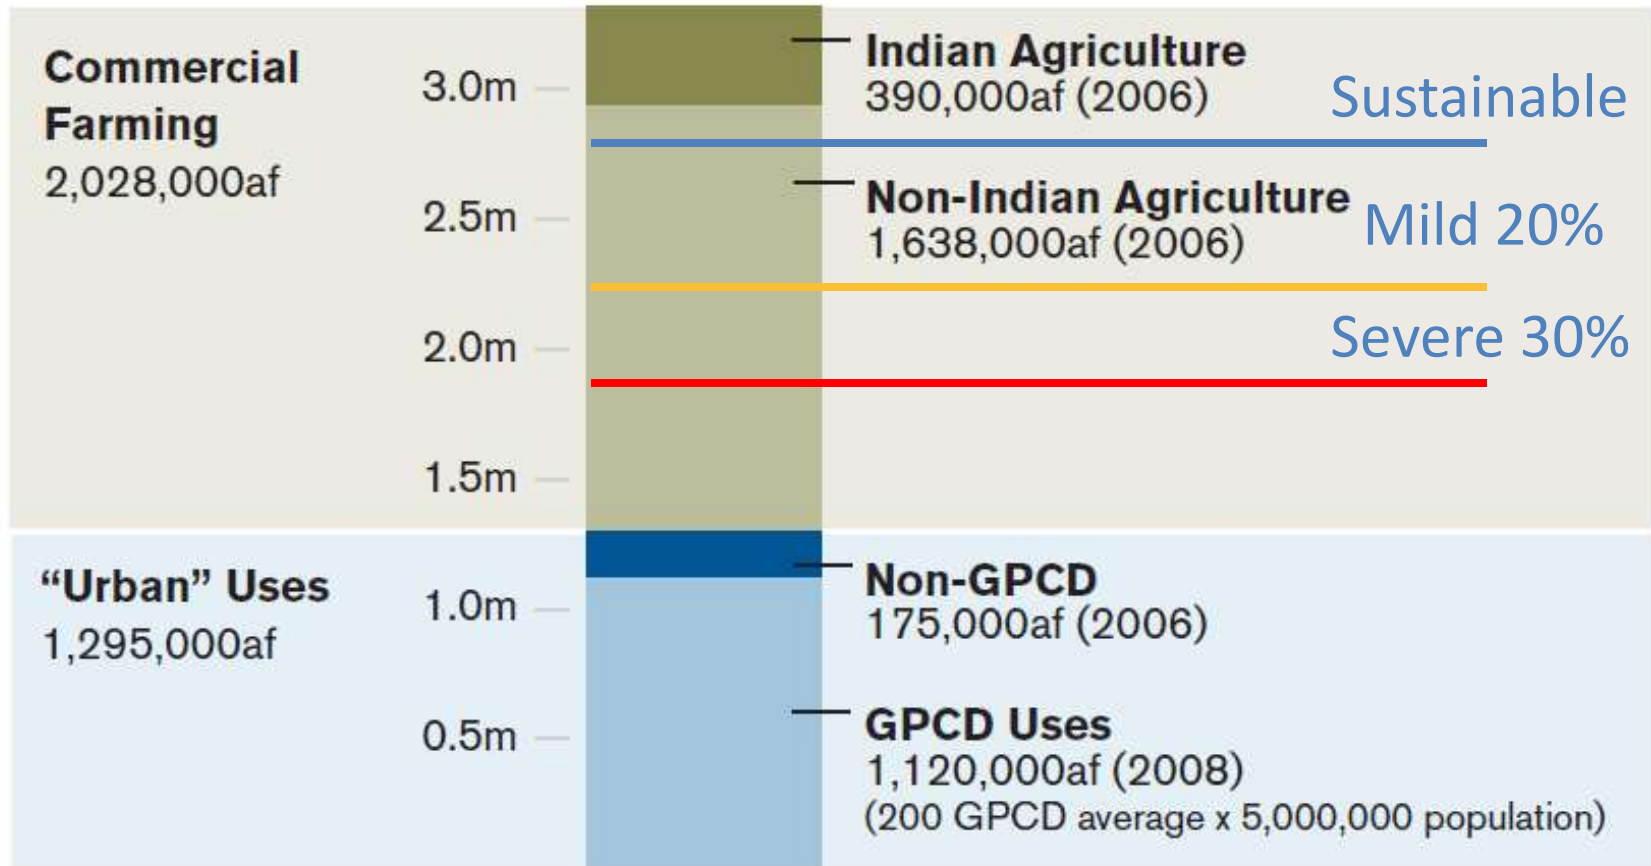 Commercial
Farming
2,028,000af
3.0m
2.5m
2.0m
1.5m
Indian Agriculture
390,000af (2006)
Sustainable
Non-Indian Agriculture
1,638,000af (2006)
Mild 20%
Severe 30%
“Urban” Uses
1,295,000af
1.0m
0.5m
Non-GPCD
175,000af (2006)
GPCD Uses
1,120,000af (2008)
(200 GPCD average x 5,000,000 population)